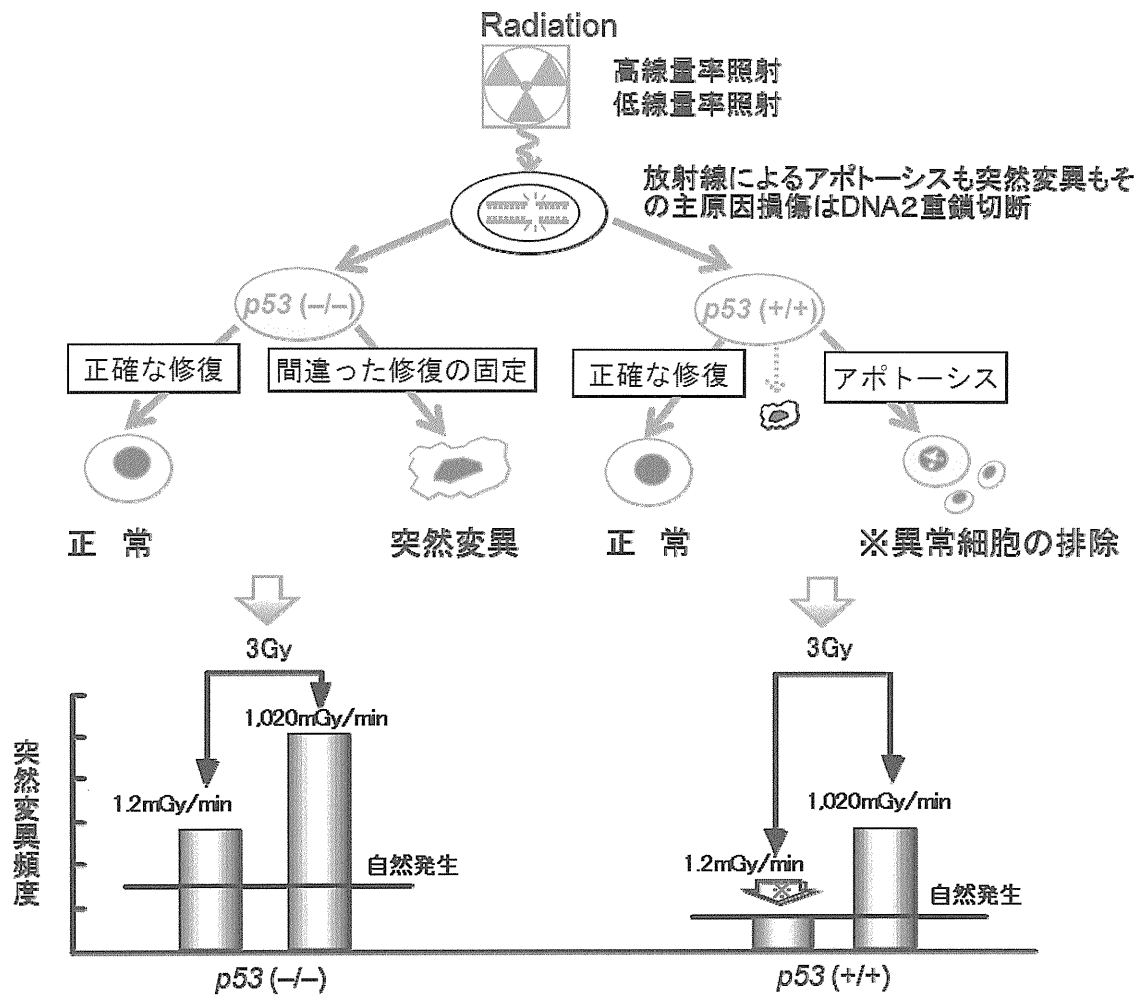 Radiation
高線量率照射
低線量率照射
放射線によるアポトーシスも突然変異もそ
の主原因損傷はDNA2重鎖切断
p53 (–/–)
p53 (+/+)
正確な修復
間違った修復の固定
正確な修復
アポトーシス
正 常
突然変異
正 常
※異常細胞の排除
3Gy
3Gy
突然変異頻度
1,020mGy/min
1.2mGy/min
自然発生
1,020mGy/min
1.2mGy/min
※
自然発生
p53 (–/–)
p53 (+/+)